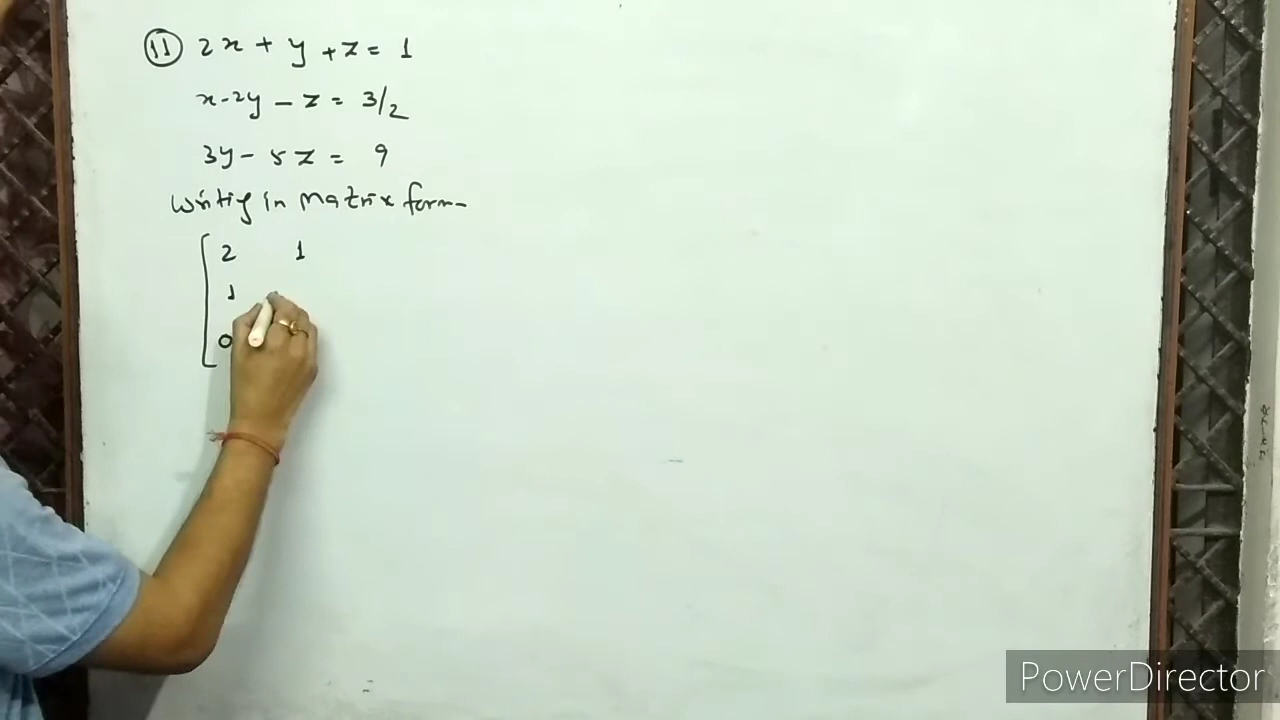 11 2x + y + z = 1
x - 2y - z = 3/2
3y - 5z = 9
writing in matrix form-
2 1
1
0
PowerDirector